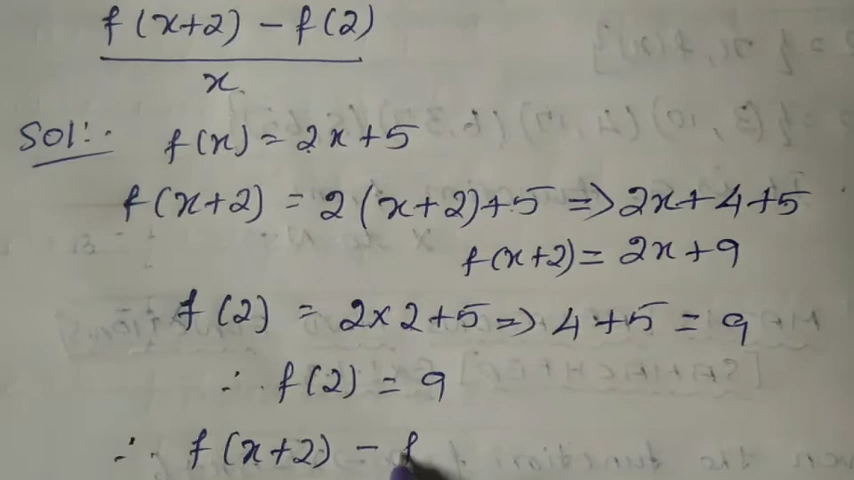 f(x+2) - f(2)
x
Sol:- f(x) = 2x+5
f(x+2) = 2(x+2)+5 => 2x+4+5
f(x+2) = 2x+9
f(2) = 2×2+5 => 4+5 = 9
∴ f(2) = 9
∴ f(x+2) - f